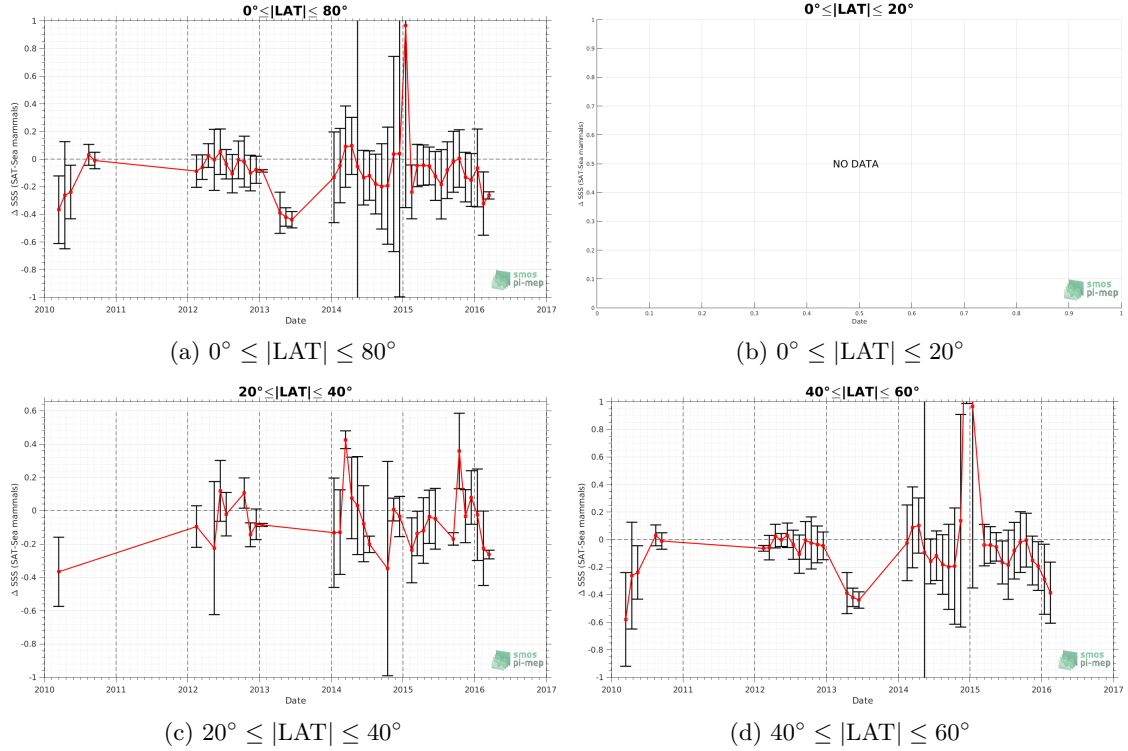 0°≤|LAT|≤ 80°
1
0.8
0.6
0.4
0.2
0
-0.2
-0.4
-0.6
-0.8
-1
Δ SSS (SAT-Sea mammals)
2010 2011 2012 2013 2014 2015 2016 2017
Date
smos
pi-mep
(a) 0° ≤ |LAT| ≤ 80°
0°≤|LAT|≤ 20°
1
0.9
0.8
0.7
0.6
0.5
0.4
0.3
0.2
0.1
0
Δ SSS (SAT-Sea mammals)
NO DATA
0 0.1 0.2 0.3 0.4 0.5 0.6 0.7 0.8 0.9 1
Date
smos
pi-mep
(b) 0° ≤ |LAT| ≤ 20°
20°≤|LAT|≤ 40°
0.6
0.4
0.2
0
-0.2
-0.4
-0.6
-0.8
-1
Δ SSS (SAT-Sea mammals)
2010 2011 2012 2013 2014 2015 2016 2017
Date
smos
pi-mep
(c) 20° ≤ |LAT| ≤ 40°
40°≤|LAT|≤ 60°
1
0.8
0.6
0.4
0.2
0
-0.2
-0.4
-0.6
-0.8
-1
Δ SSS (SAT-Sea mammals)
2010 2011 2012 2013 2014 2015 2016 2017
Date
smos
pi-mep
(d) 40° ≤ |LAT| ≤ 60°